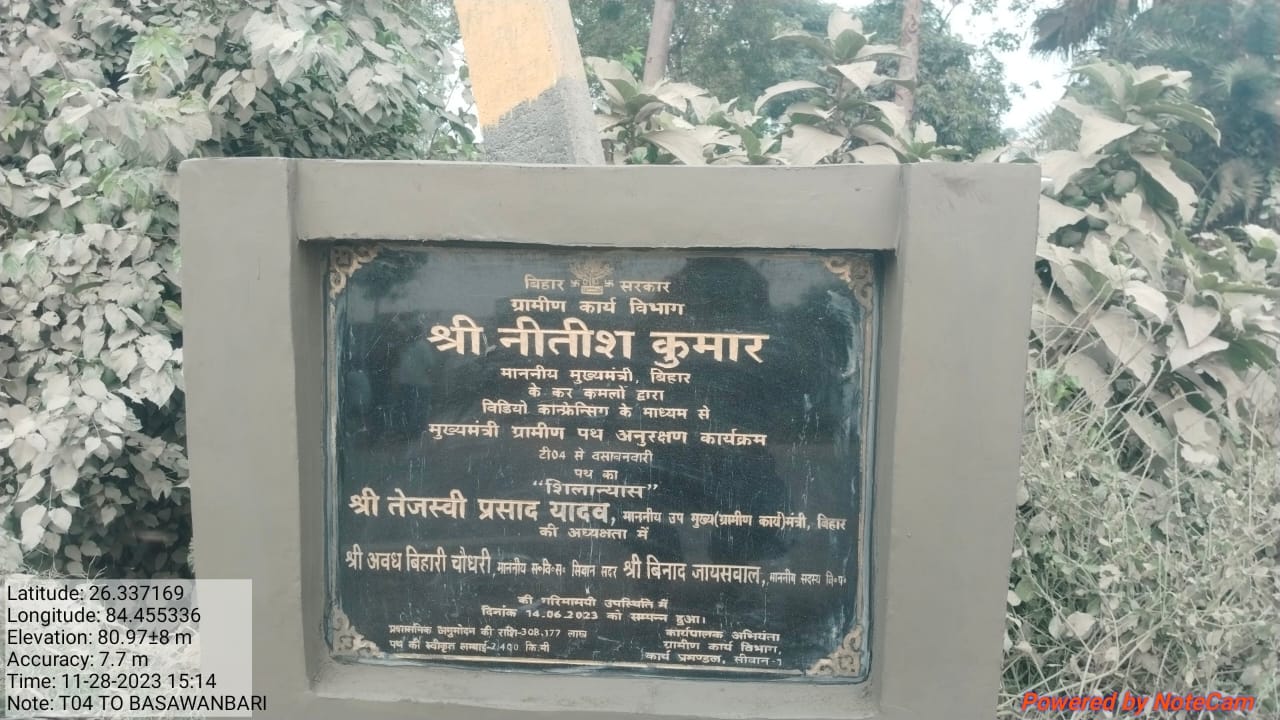 बिहार सरकार
ग्रामीण कार्य विभाग
श्री नीतीश कुमार
माननीय मुख्यमंत्री, बिहार
के कर कमलों द्वारा
विडियो कान्फ्रेन्सिंग के माध्यम से
मुख्यमंत्री ग्रामीण पथ अनुरक्षण कार्यक्रम
टी04 से वसावनवारी
पथ का
“शिलान्यास”
श्री तेजस्वी प्रसाद यादव, माननीय उप मुख्य(ग्रामीण कार्य)मंत्री, बिहार
की अध्यक्षता में
श्री अवध बिहारी चौधरी, माननीय स०वि०स० सिवान सदर श्री बिनाद जायसवाल, माननीय सदस्य वि०प०
की गरिमामयी उपस्थिति में
दिनांक 14.06.2023 को सम्पन्न हुआ।
प्रशासनिक अनुमोदन की राशि-308.177 लाख
पथ की स्वीकृत लम्बाई-2.400 कि.मी
कार्यपालक अभियंता
ग्रामीण कार्य विभाग,
कार्य प्रमण्डल, सीवान-1
Latitude: 26.337169
Longitude: 84.455336
Elevation: 80.97±8 m
Accuracy: 7.7 m
Time: 11-28-2023 15:14
Note: T04 TO BASAWANBARI
Powered by NoteCam